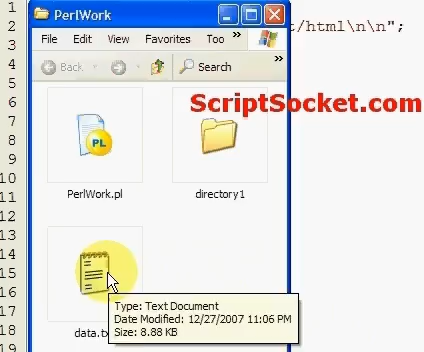 1
2
3
4
5
6
7
8
9
10
11
12
13
14
15
16
17
18
19
PerlWork
t/html\n\n";
File Edit View Favorites Too »
Back » Search »
ScriptSocket.com
PL
PerlWork.pl directory1
data.tx
Type: Text Document
Date Modified: 12/27/2007 11:06 PM
Size: 8.88 KB